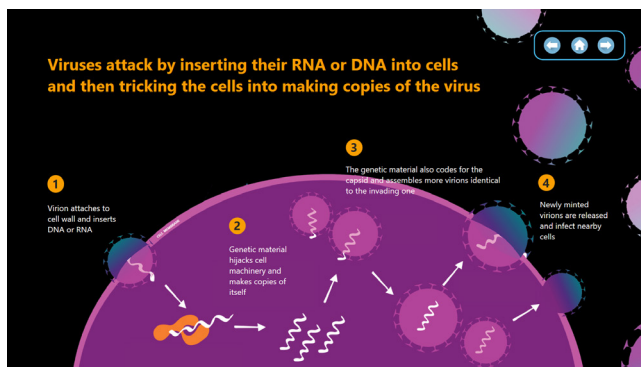 Viruses attack by inserting their RNA or DNA into cells
and then tricking the cells into making copies of the virus
1
Virion attaches to
cell wall and inserts
DNA or RNA
2
Genetic material
hijacks cell
machinery and
makes copies of
itself
3
The genetic material also codes for the
capsid and assembles more virions identical
to the invading one
4
Newly minted
virions are released
and infect nearby
cells